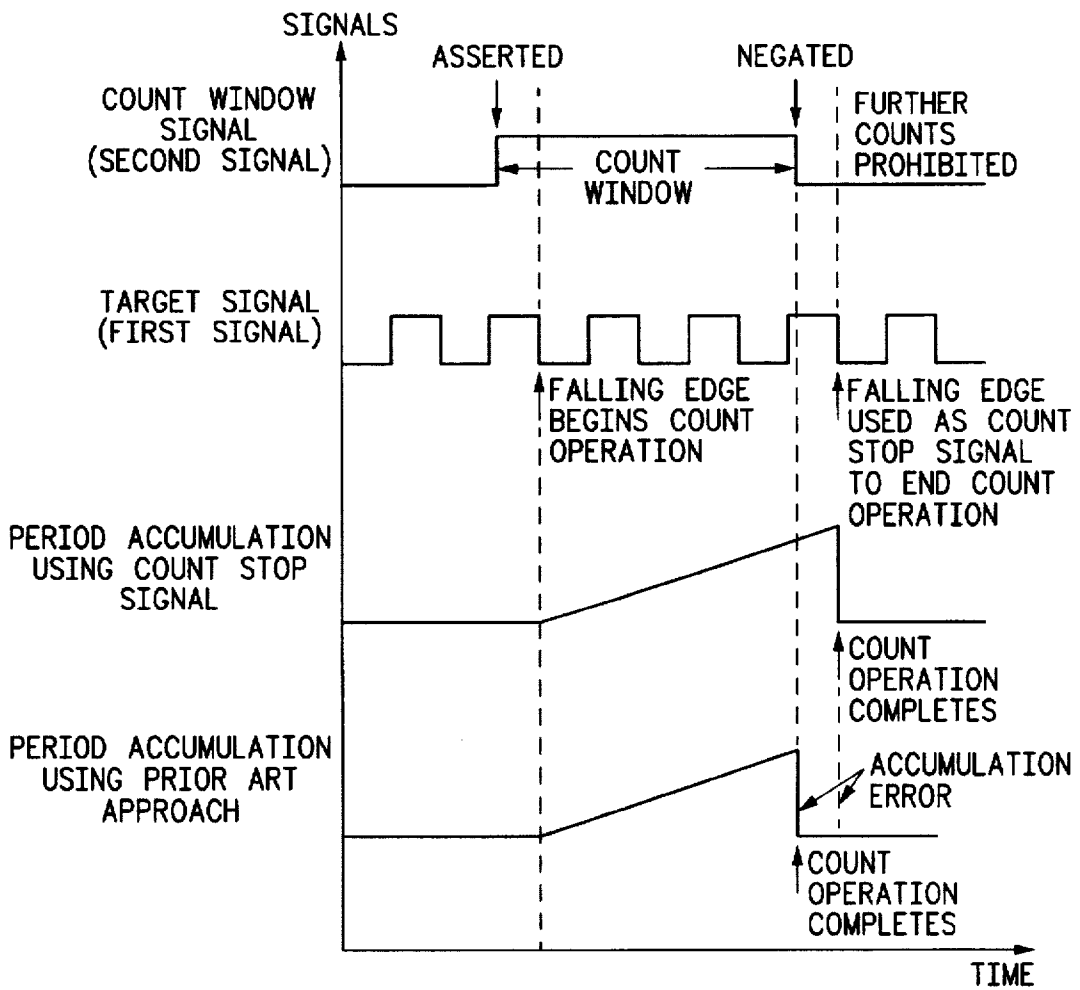 SIGNALS
ASSERTED
NEGATED
COUNT WINDOW
SIGNAL
(SECOND SIGNAL)
FURTHER
COUNTS
PROHIBITED
COUNT
WINDOW
TARGET SIGNAL
(FIRST SIGNAL)
FALLING EDGE
BEGINS COUNT
OPERATION
FALLING EDGE
USED AS COUNT
STOP SIGNAL
TO END COUNT
OPERATION
PERIOD ACCUMULATION
USING COUNT STOP
SIGNAL
COUNT
OPERATION
COMPLETES
PERIOD ACCUMULATION
USING PRIOR ART
APPROACH
ACCUMULATION
ERROR
COUNT
OPERATION
COMPLETES
TIME